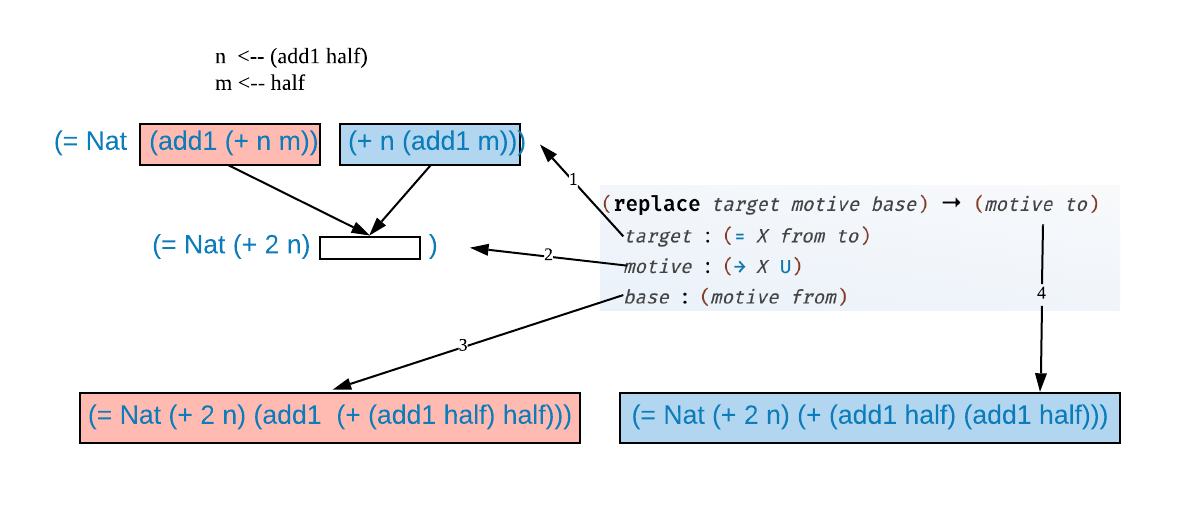 n <-- (add1 half)
m <-- half
(= Nat (add1 (+ n m)) (+ n (add1 m)))
1
(replace target motive base) → (motive to)
target : (= X from to)
(= Nat (+ 2 n) )
2
motive : (→ X U)
base : (motive from)
4
3
(= Nat (+ 2 n) (add1 (+ (add1 half) half)))
(= Nat (+ 2 n) (+ (add1 half) (add1 half)))